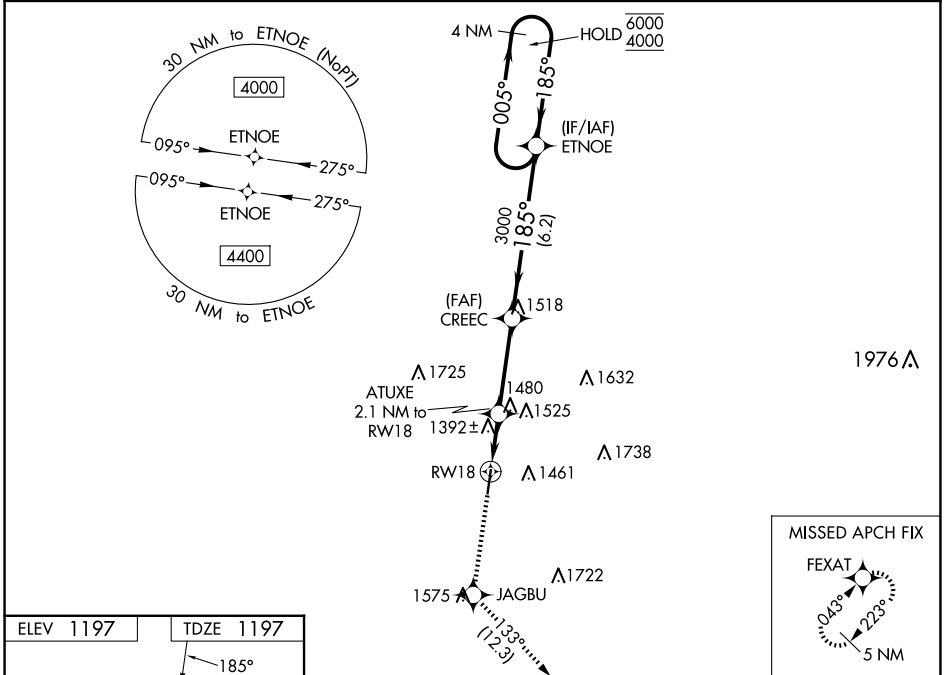 30 NM to ETNOE (NoPT)
4000
ETNOE
095°
275°
095°
275°
ETNOE
4400
30 NM to ETNOE
4 NM
HOLD
6000
4000
005°
185°
(IF/IAF)
ETNOE
3000
185°
(6.2)
(FAF)
CREEC
1518
1976
1725
1632
ATUXE
2.1 NM to
RW18
1480
1525
1392±
1738
RW18
1461
1722
1575
JAGBU
133°
(12.3)
MISSED APCH FIX
FEXAT
043°
223°
5 NM
ELEV 1197
TDZE 1197
185°